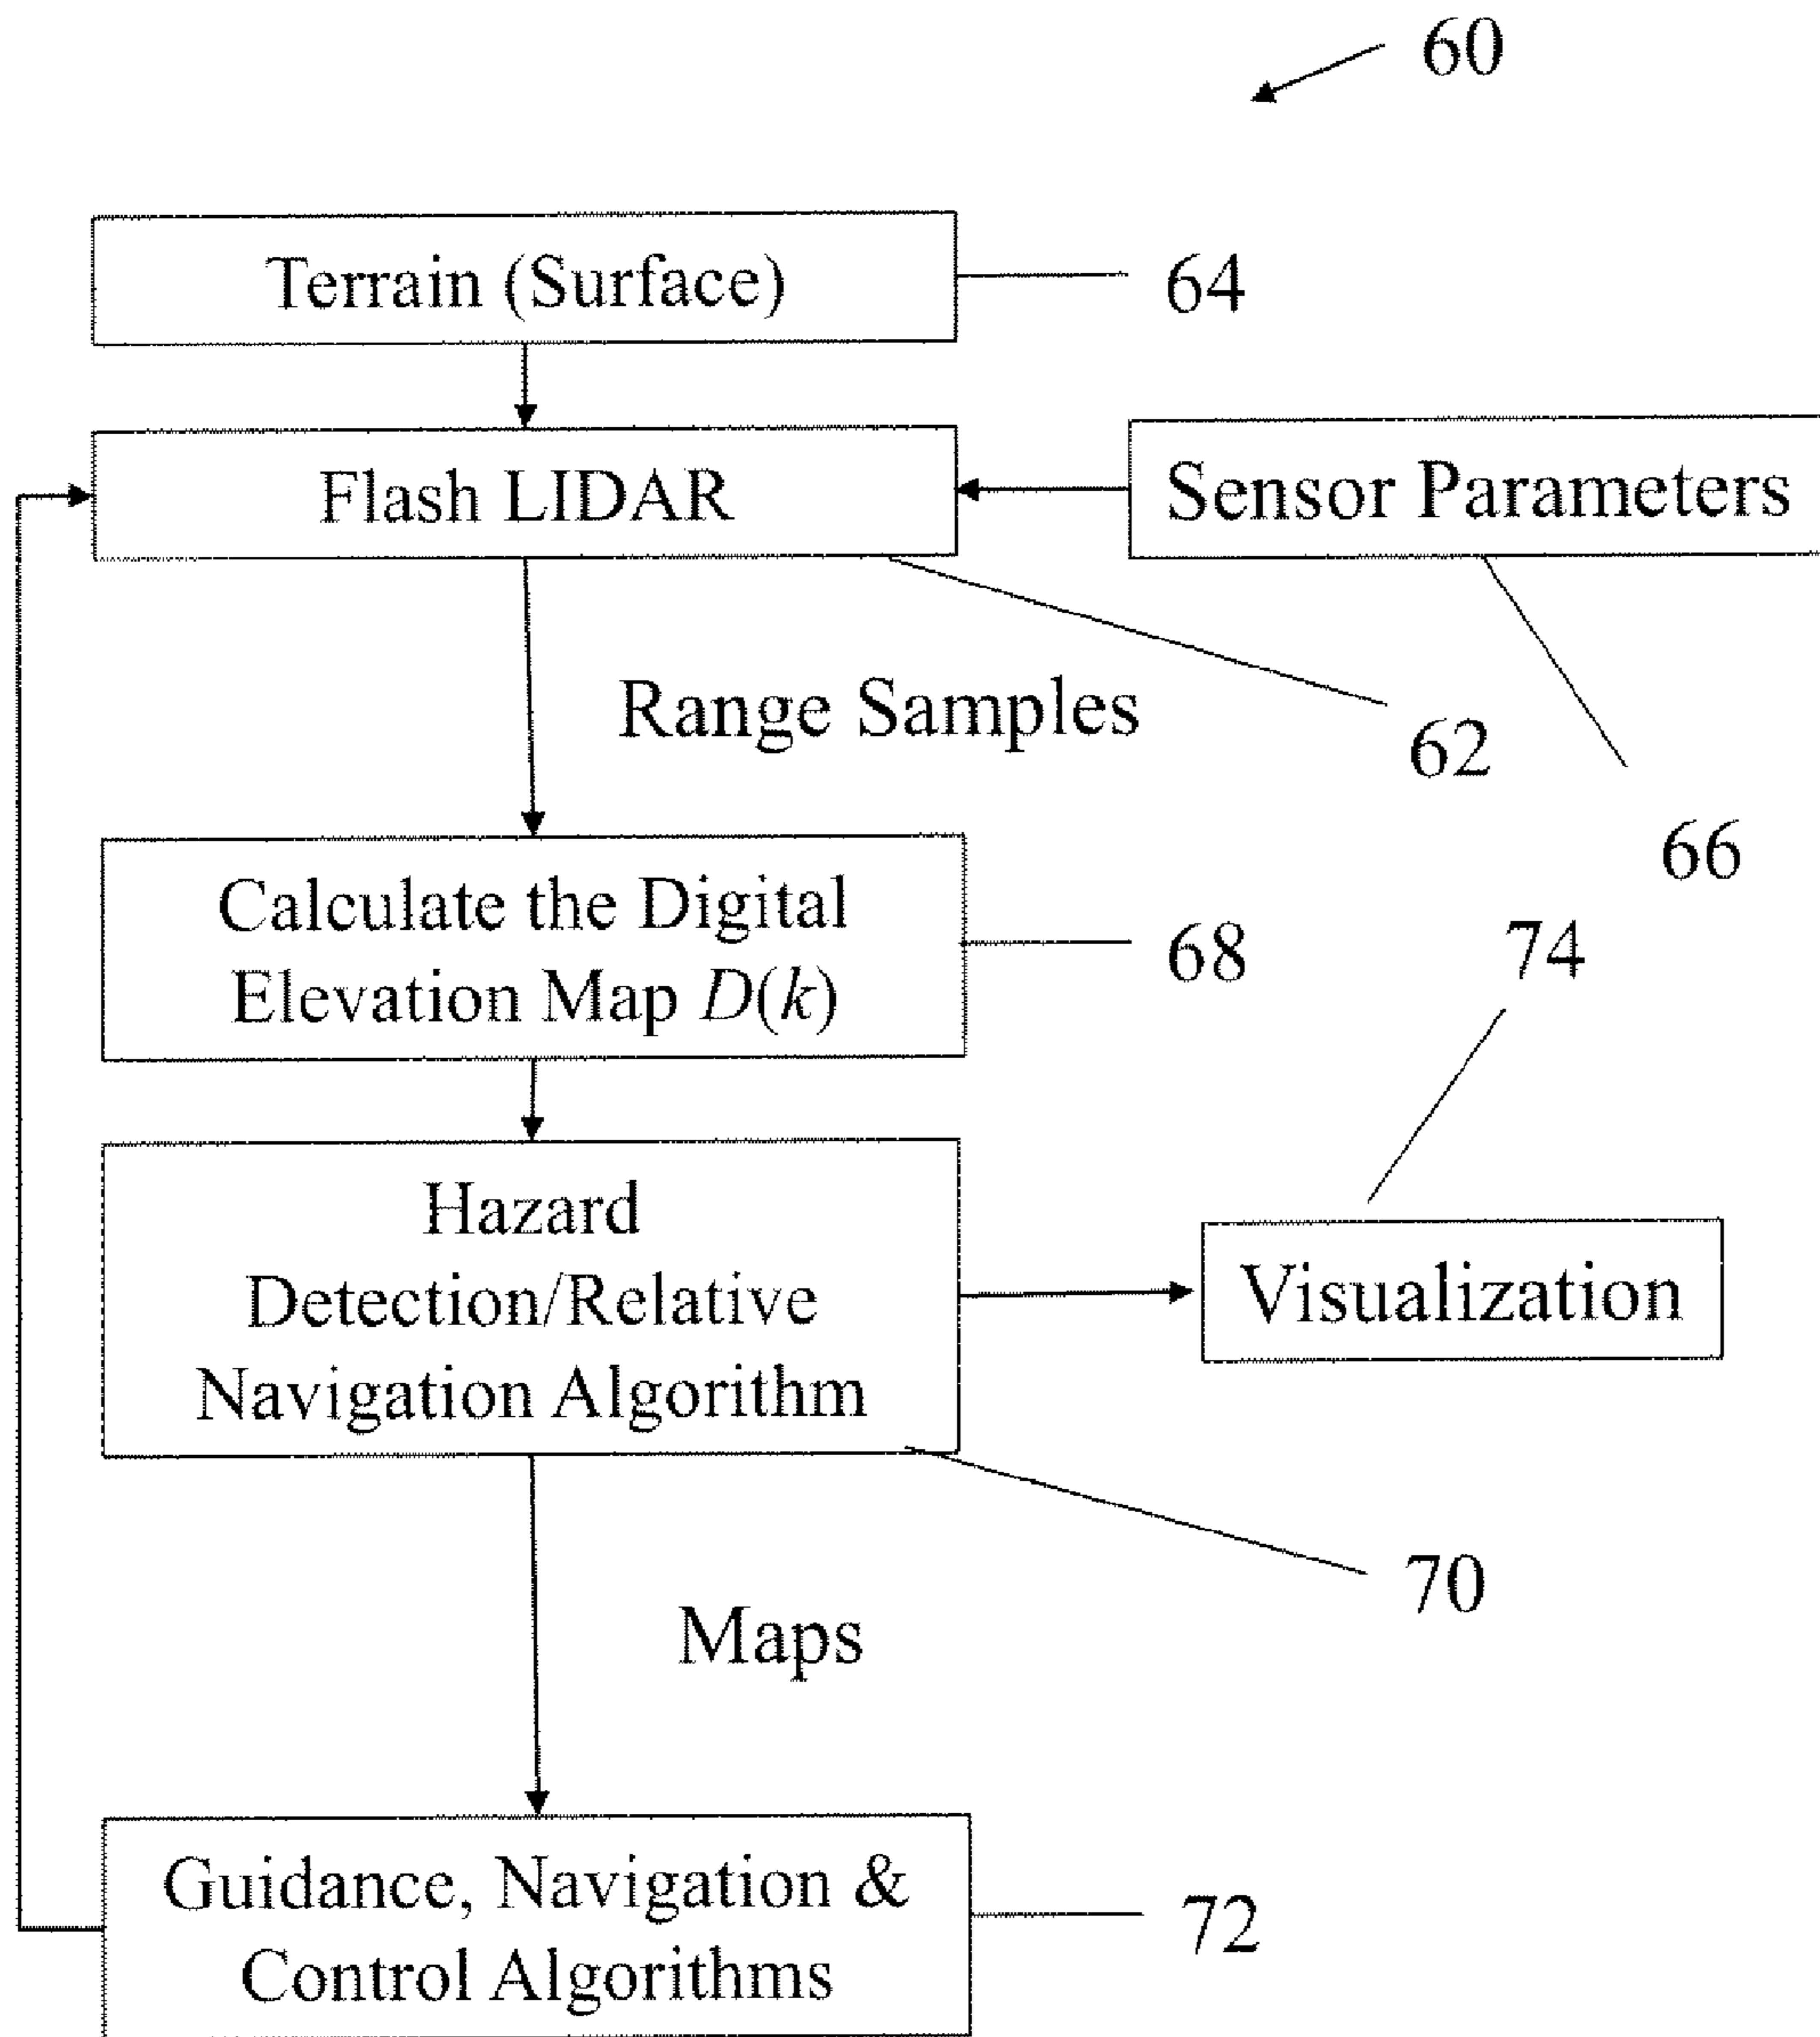 60
Terrain (Surface)
64
Flash LIDAR
Sensor Parameters
Range Samples
62
66
Calculate the Digital
Elevation Map D(k)
68
74
Hazard
Detection/Relative
Navigation Algorithm
Visualization
70
Maps
Guidance, Navigation &
Control Algorithms
72